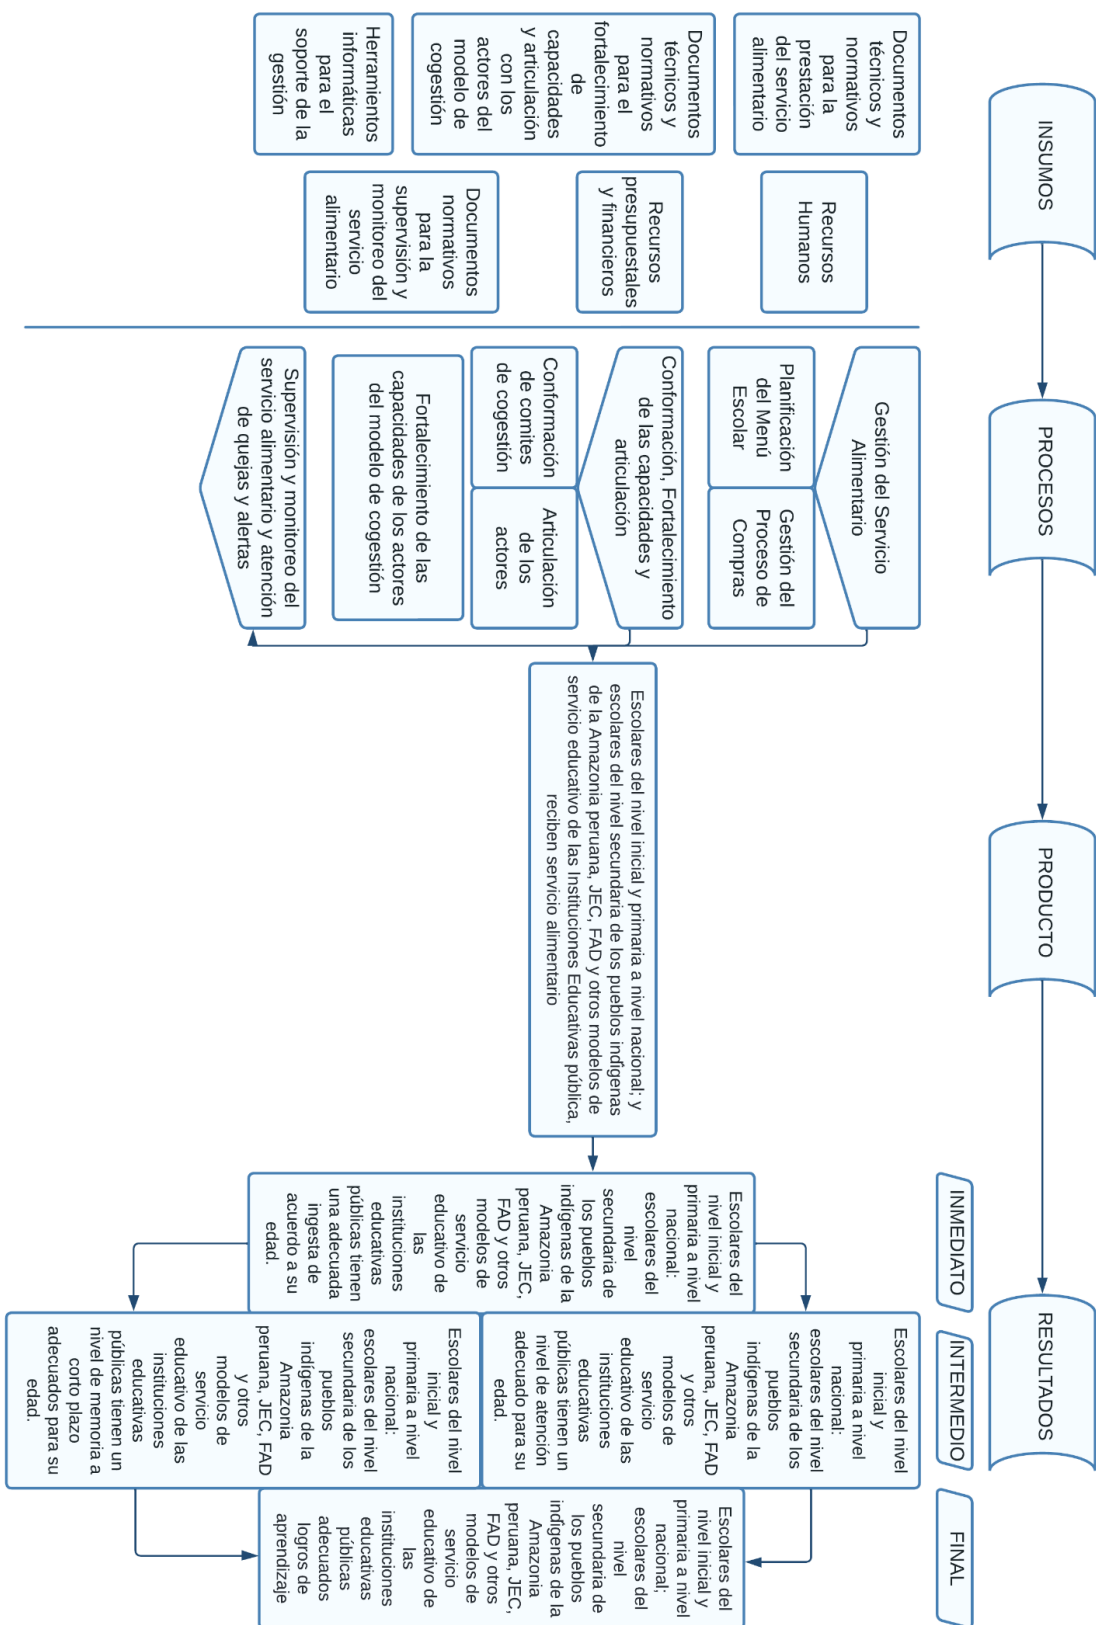 INSUMOS
PROCESOS
PRODUCTO
RESULTADOS
INMEDIATO
INTERMEDIO
FINAL
Documentos
técnicos y
normativos
para la
prestación
del servicio
alimentario
Documentos
técnicos y
normativos
para el
fortalecimiento
de
capacidades
y articulación
con los
actores del
modelo de
cogestión
Herramientos
informáticas
para el
soporte de la
gestión
Recursos
Humanos
Recursos
presupuestales
y financieros
Documentos
normativos
para la
supervisión y
monitoreo del
servicio
alimentario
Gestión del Servicio
Alimentario
Planificación
del Menú
Escolar
Gestión del
Proceso de
Compras
Conformación, Fortalecimiento
de las capacidades y
articulación
Conformación
de comites
de cogestión
Articulación
de los
actores
Fortalecimiento de las
capacidades de los actores
del modelo de cogestión
Supervisión y monitoreo del
servicio alimentario y atención
de quejas y alertas
Escolares del nivel inicial y primaria a nivel nacional; y
escolares del nivel secundaria de los pueblos indígenas
de la Amazonia peruana, JEC, FAD y otros modelos de
servicio educativo de las Instituciones Educativas pública,
reciben servicio alimentario
Escolares del
nivel inicial y
primaria a nivel
nacional:
escolares del
nivel
secundaria de
los pueblos
indígenas de la
Amazonia
peruana, JEC,
FAD y otros
modelos de
servicio
educativo de
las
instituciones
educativas
públicas tienen
una adecuada
ingesta de
acuerdo a su
edad.
Escolares del nivel
inicial y
primaria a nivel
nacional:
escolares del nivel
secundaria de los
pueblos
indígenas de la
Amazonia
peruana, JEC, FAD
y otros
modelos de
servicio
educativo de las
instituciones
educativas
públicas tienen un
nivel de atención
adecuado para su
edad.
Escolares del nivel
inicial y
primaria a nivel
nacional:
escolares del nivel
secundaria de los
pueblos
indígenas de la
Amazonia
peruana, JEC, FAD
y otros
modelos de
servicio
educativo de las
instituciones
educativas
públicas tienen un
nivel de memoria a
corto plazo
adecuados para su
edad.
Escolares del
nivel inicial y
primaria a nivel
nacional;
escolares del
nivel
secundaria de
los pueblos
indígenas de la
Amazonia
peruana, JEC,
FAD y otros
modelos de
servicio
educativo de
las
instituciones
educativas
públicas
adecuados
logros de
aprendizaje